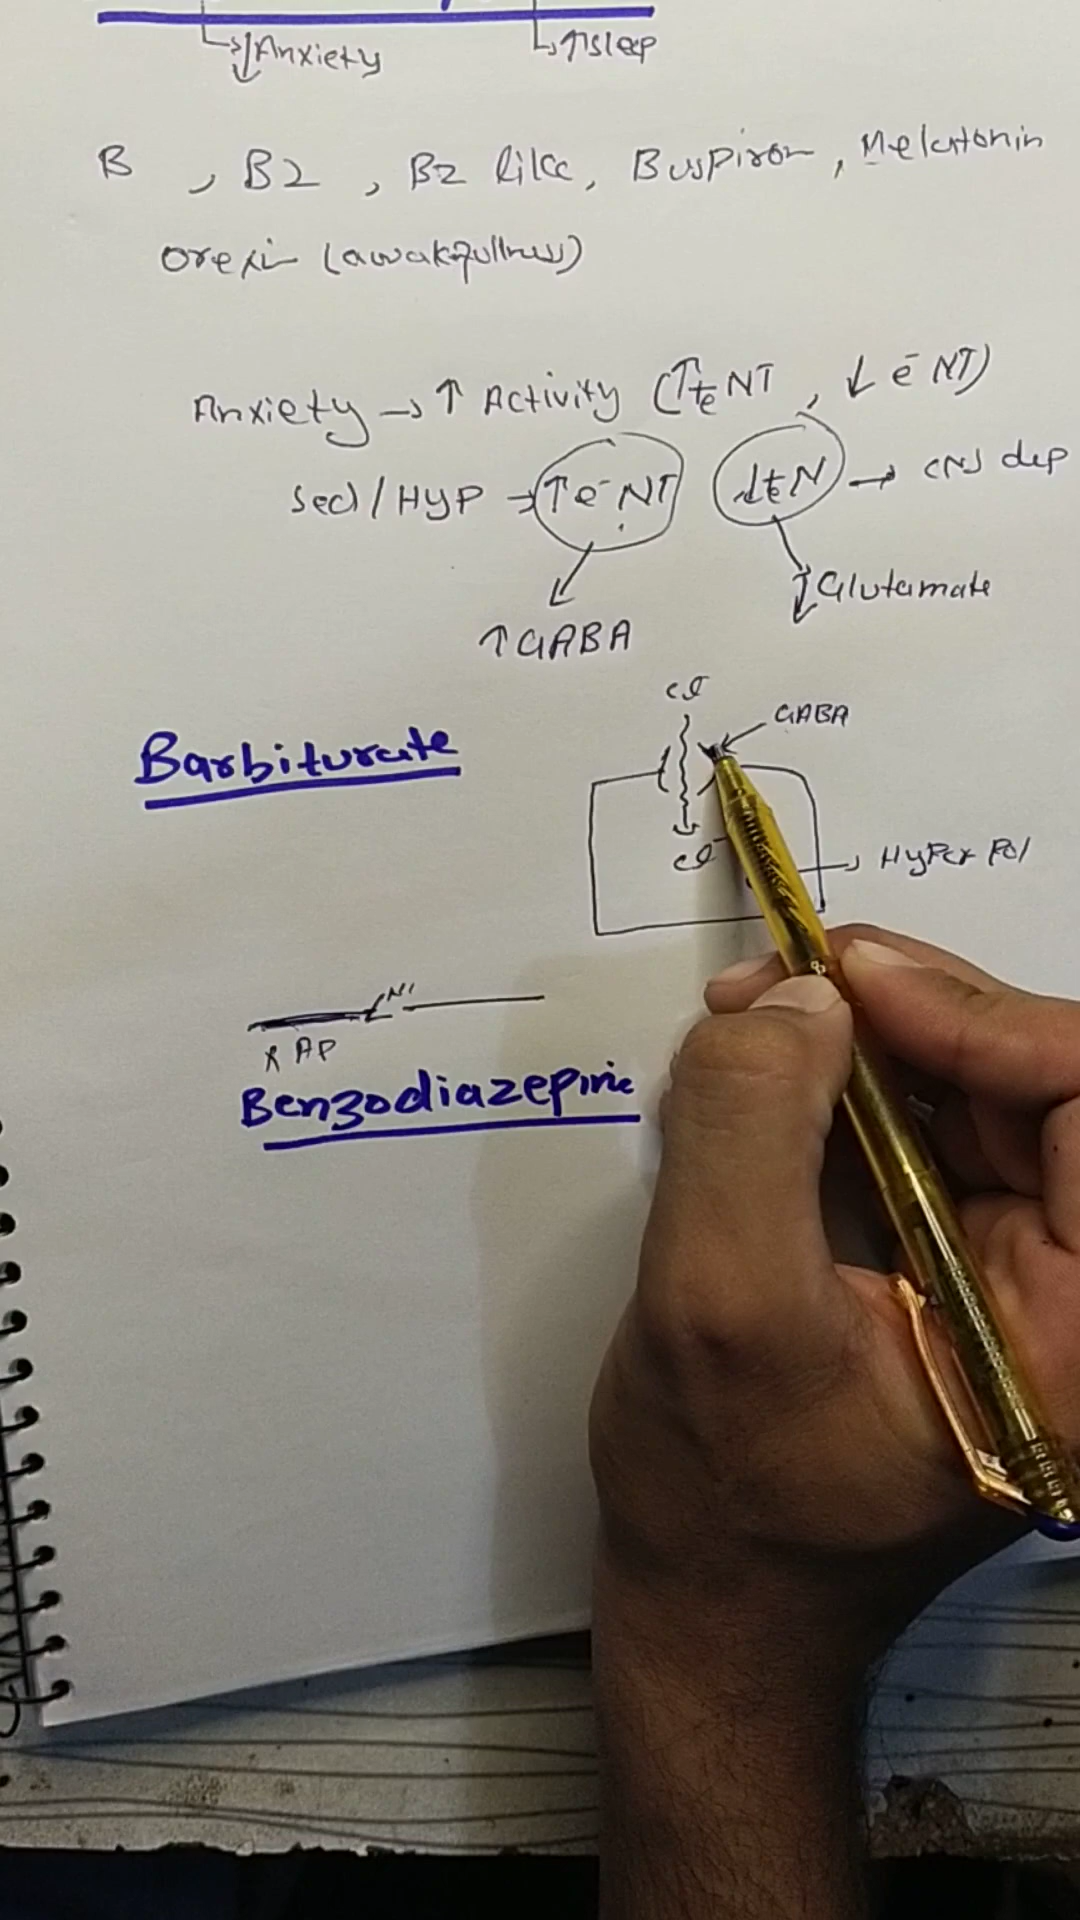 ↓Anxiety ↑sleep
B , BZ , BZ like, Buspiron, Melatonin
orexin (awakefullness)
Anxiety → ↑ Activity (↑+e NT , ↓ e- NT)
Sed / HYP → ↑e- NT ↓+e N → CNS dep
↑GABA ↓Glutamate
cl-
GABA
Barbiturate
cl-
Hyper Pol
NT
x AP
Benzodiazepine